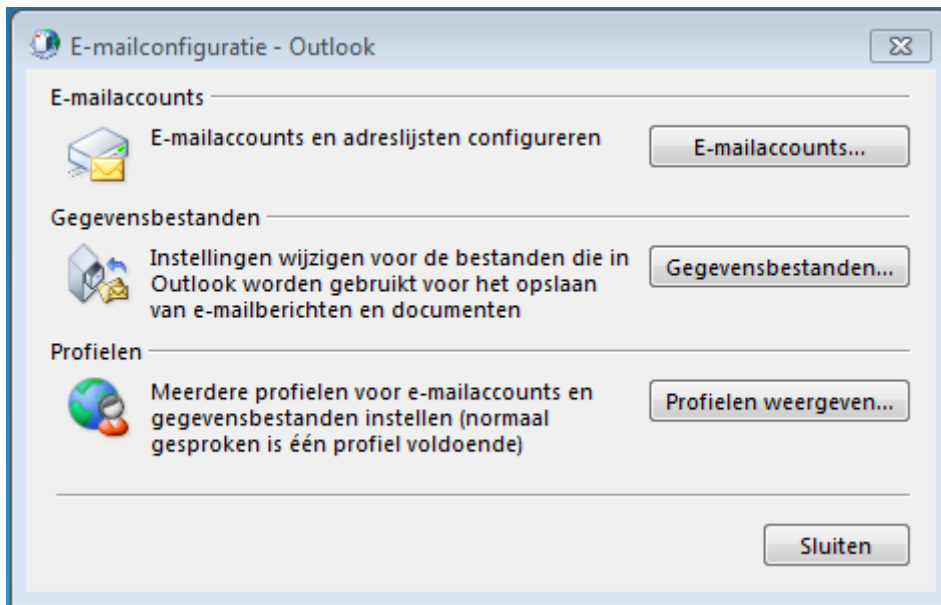 E-mailconfiguratie - Outlook
E-mailaccounts
E-mailaccounts en adreslijsten configureren
E-mailaccounts...
Gegevensbestanden
Instellingen wijzigen voor de bestanden die in
Outlook worden gebruikt voor het opslaan
van e-mailberichten en documenten
Gegevensbestanden...
Profielen
Meerdere profielen voor e-mailaccounts en
gegevensbestanden instellen (normaal
gesproken is één profiel voldoende)
Profielen weergeven...
Sluiten